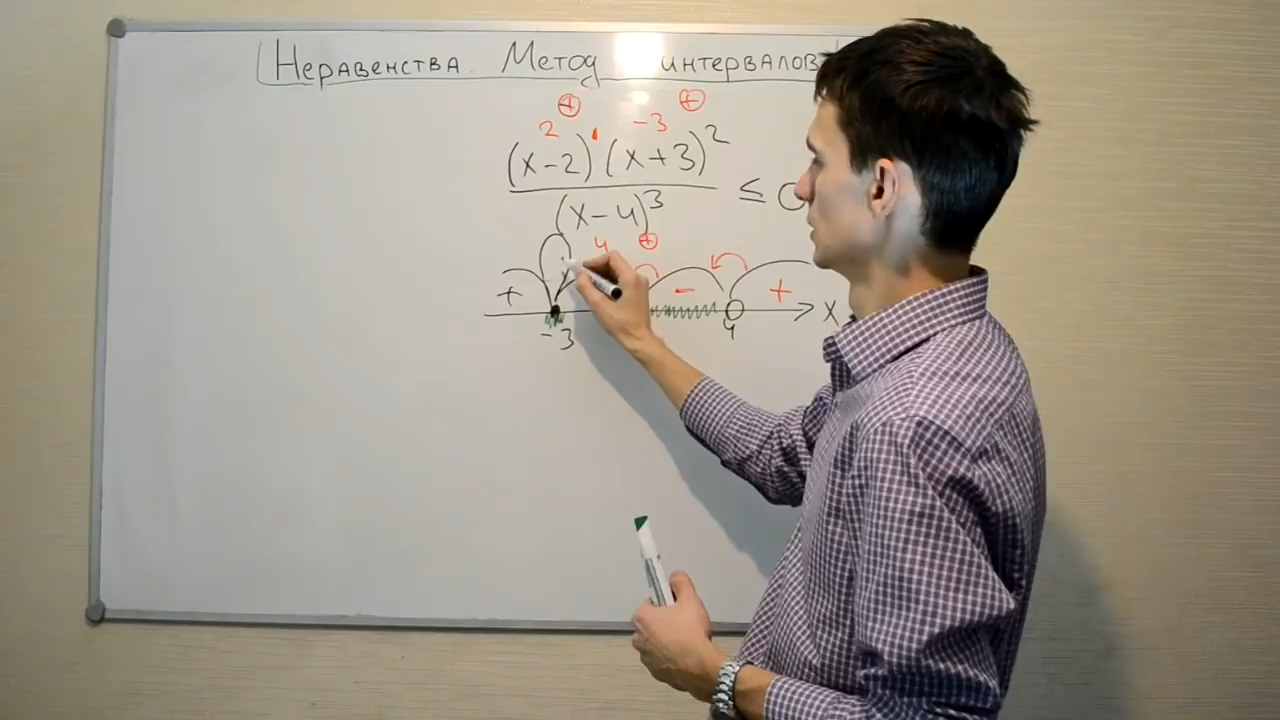 Неравенства. Метод интервалов
+ +
2 -3
(x-2) · (x+3)²
≤ 0
(x-4)³
4 +
+ - +
-3 4 x